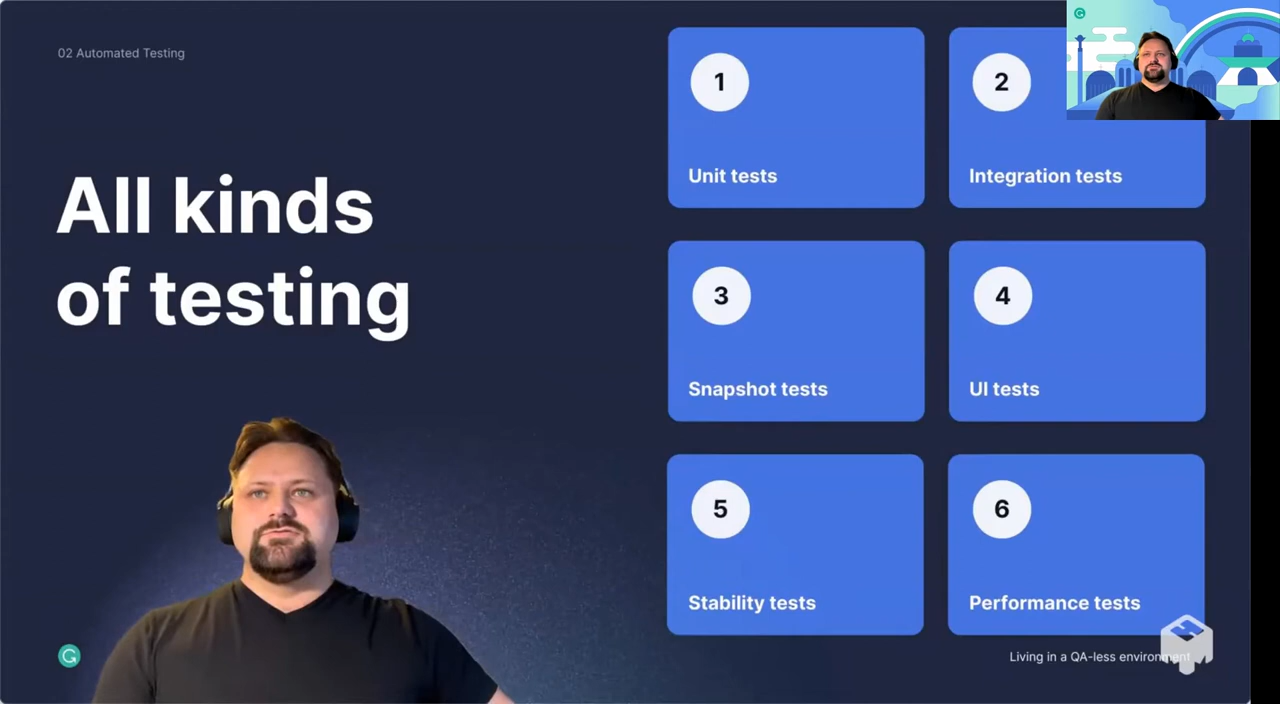 02 Automated Testing
All kinds
of testing
1
Unit tests
2
Integration tests
3
Snapshot tests
4
UI tests
5
Stability tests
6
Performance tests
Living in a QA-less environment